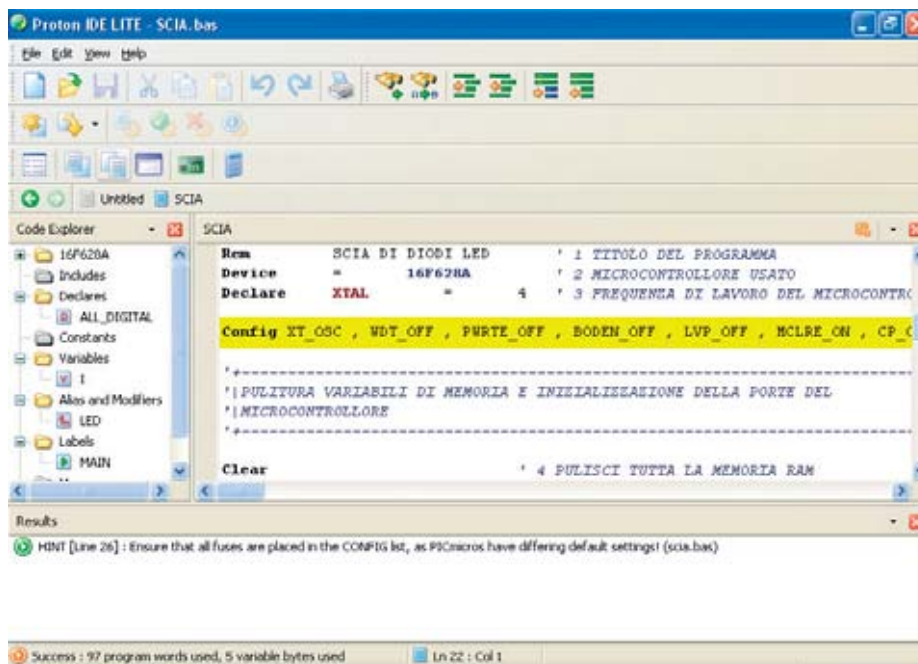 Proton IDE LITE - SCIA.bas
File Edit View Help
Untitled SCIA
Code Explorer
16F628A
Includes
Declares
ALL_DIGITAL
Constants
Variables
I
Alias and Modifiers
LED
Labels
MAIN
SCIA
Rem SCIA DI DIODI LED ' 1 TITOLO DEL PROGRAMMA
Device = 16F628A ' 2 MICROCONTROLLORE USATO
Declare XTAL = 4 ' 3 FREQUENZA DI LAVORO DEL MICROCONTRO
Config XT_OSC , WDT_OFF , PWRTE_OFF , BODEN_OFF , LVP_OFF , MCLRE_ON ,
'+----------------------------------------------------------------
'|PULITURA VARIABILI DI MEMORIA E INIZIALIZZAZIONE DELLA PORTE DEL
'|MICROCONTROLLORE
'+----------------------------------------------------------------
Clear ' 4 PULISCI TUTTA LA MEMORIA RAM
Results
HINT [Line 26] : Ensure that all fuses are placed in the CONFIG list, as PICmicros have differing default settings! (scia.bas)
Success : 97 program words used, 5 variable bytes used
Ln 22 : Col 1